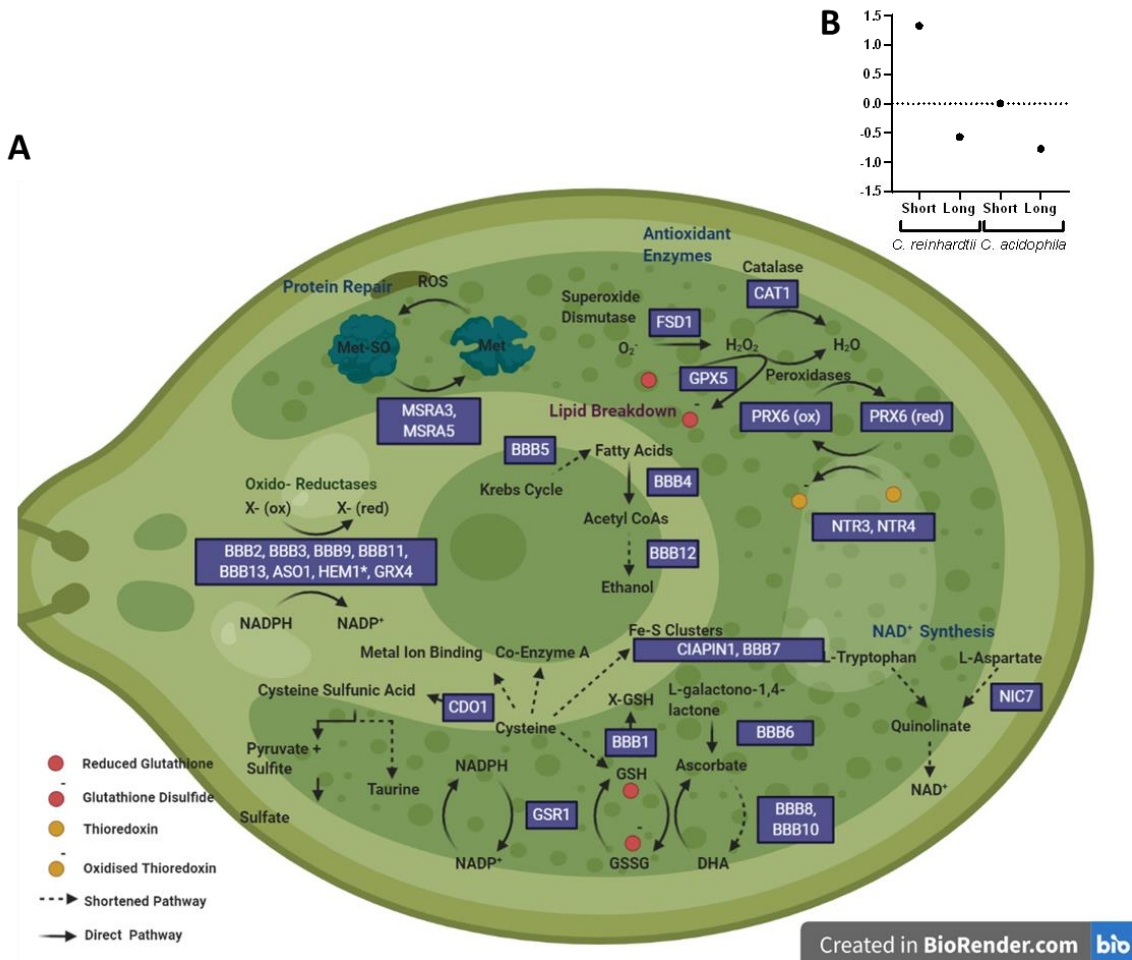 A
B
1.5
1.0
0.5
0.0
-0.5
-1.0
-1.5
Short Long Short Long
C. reinhardtii C. acidophila
Antioxidant
Enzymes
Catalase
CAT1
Superoxide
Dismutase
FSD1
O₂⁻
H₂O₂
H₂O
GPX5
Peroxidases
PRX6 (ox)
PRX6 (red)
-
-
NTR3, NTR4
Protein Repair
ROS
Met-SO
Met
MSRA3,
MSRA5
Lipid Breakdown
BBB5
Fatty Acids
Krebs Cycle
BBB4
Acetyl CoAs
BBB12
Ethanol
Oxido- Reductases
X- (ox)
X- (red)
BBB2, BBB3, BBB9, BBB11,
BBB13, ASO1, HEM1*, GRX4
NADPH
NADP⁺
Fe-S Clusters
CIAPIN1, BBB7
Metal Ion Binding
Co-Enzyme A
Cysteine Sulfunic Acid
CDO1
Cysteine
Pyruvate +
Sulfite
Taurine
Sulfate
NADPH
GSR1
NADP⁺
X-GSH
BBB1
GSH
-
GSSG
L-galactono-1,4-
lactone
BBB6
Ascorbate
BBB8,
BBB10
DHA
NAD⁺ Synthesis
L-Tryptophan
L-Aspartate
NIC7
Quinolinate
NAD⁺
Reduced Glutathione
-
Glutathione Disulfide
Thioredoxin
-
Oxidised Thioredoxin
Shortened Pathway
Direct Pathway
Created in BioRender.com bio